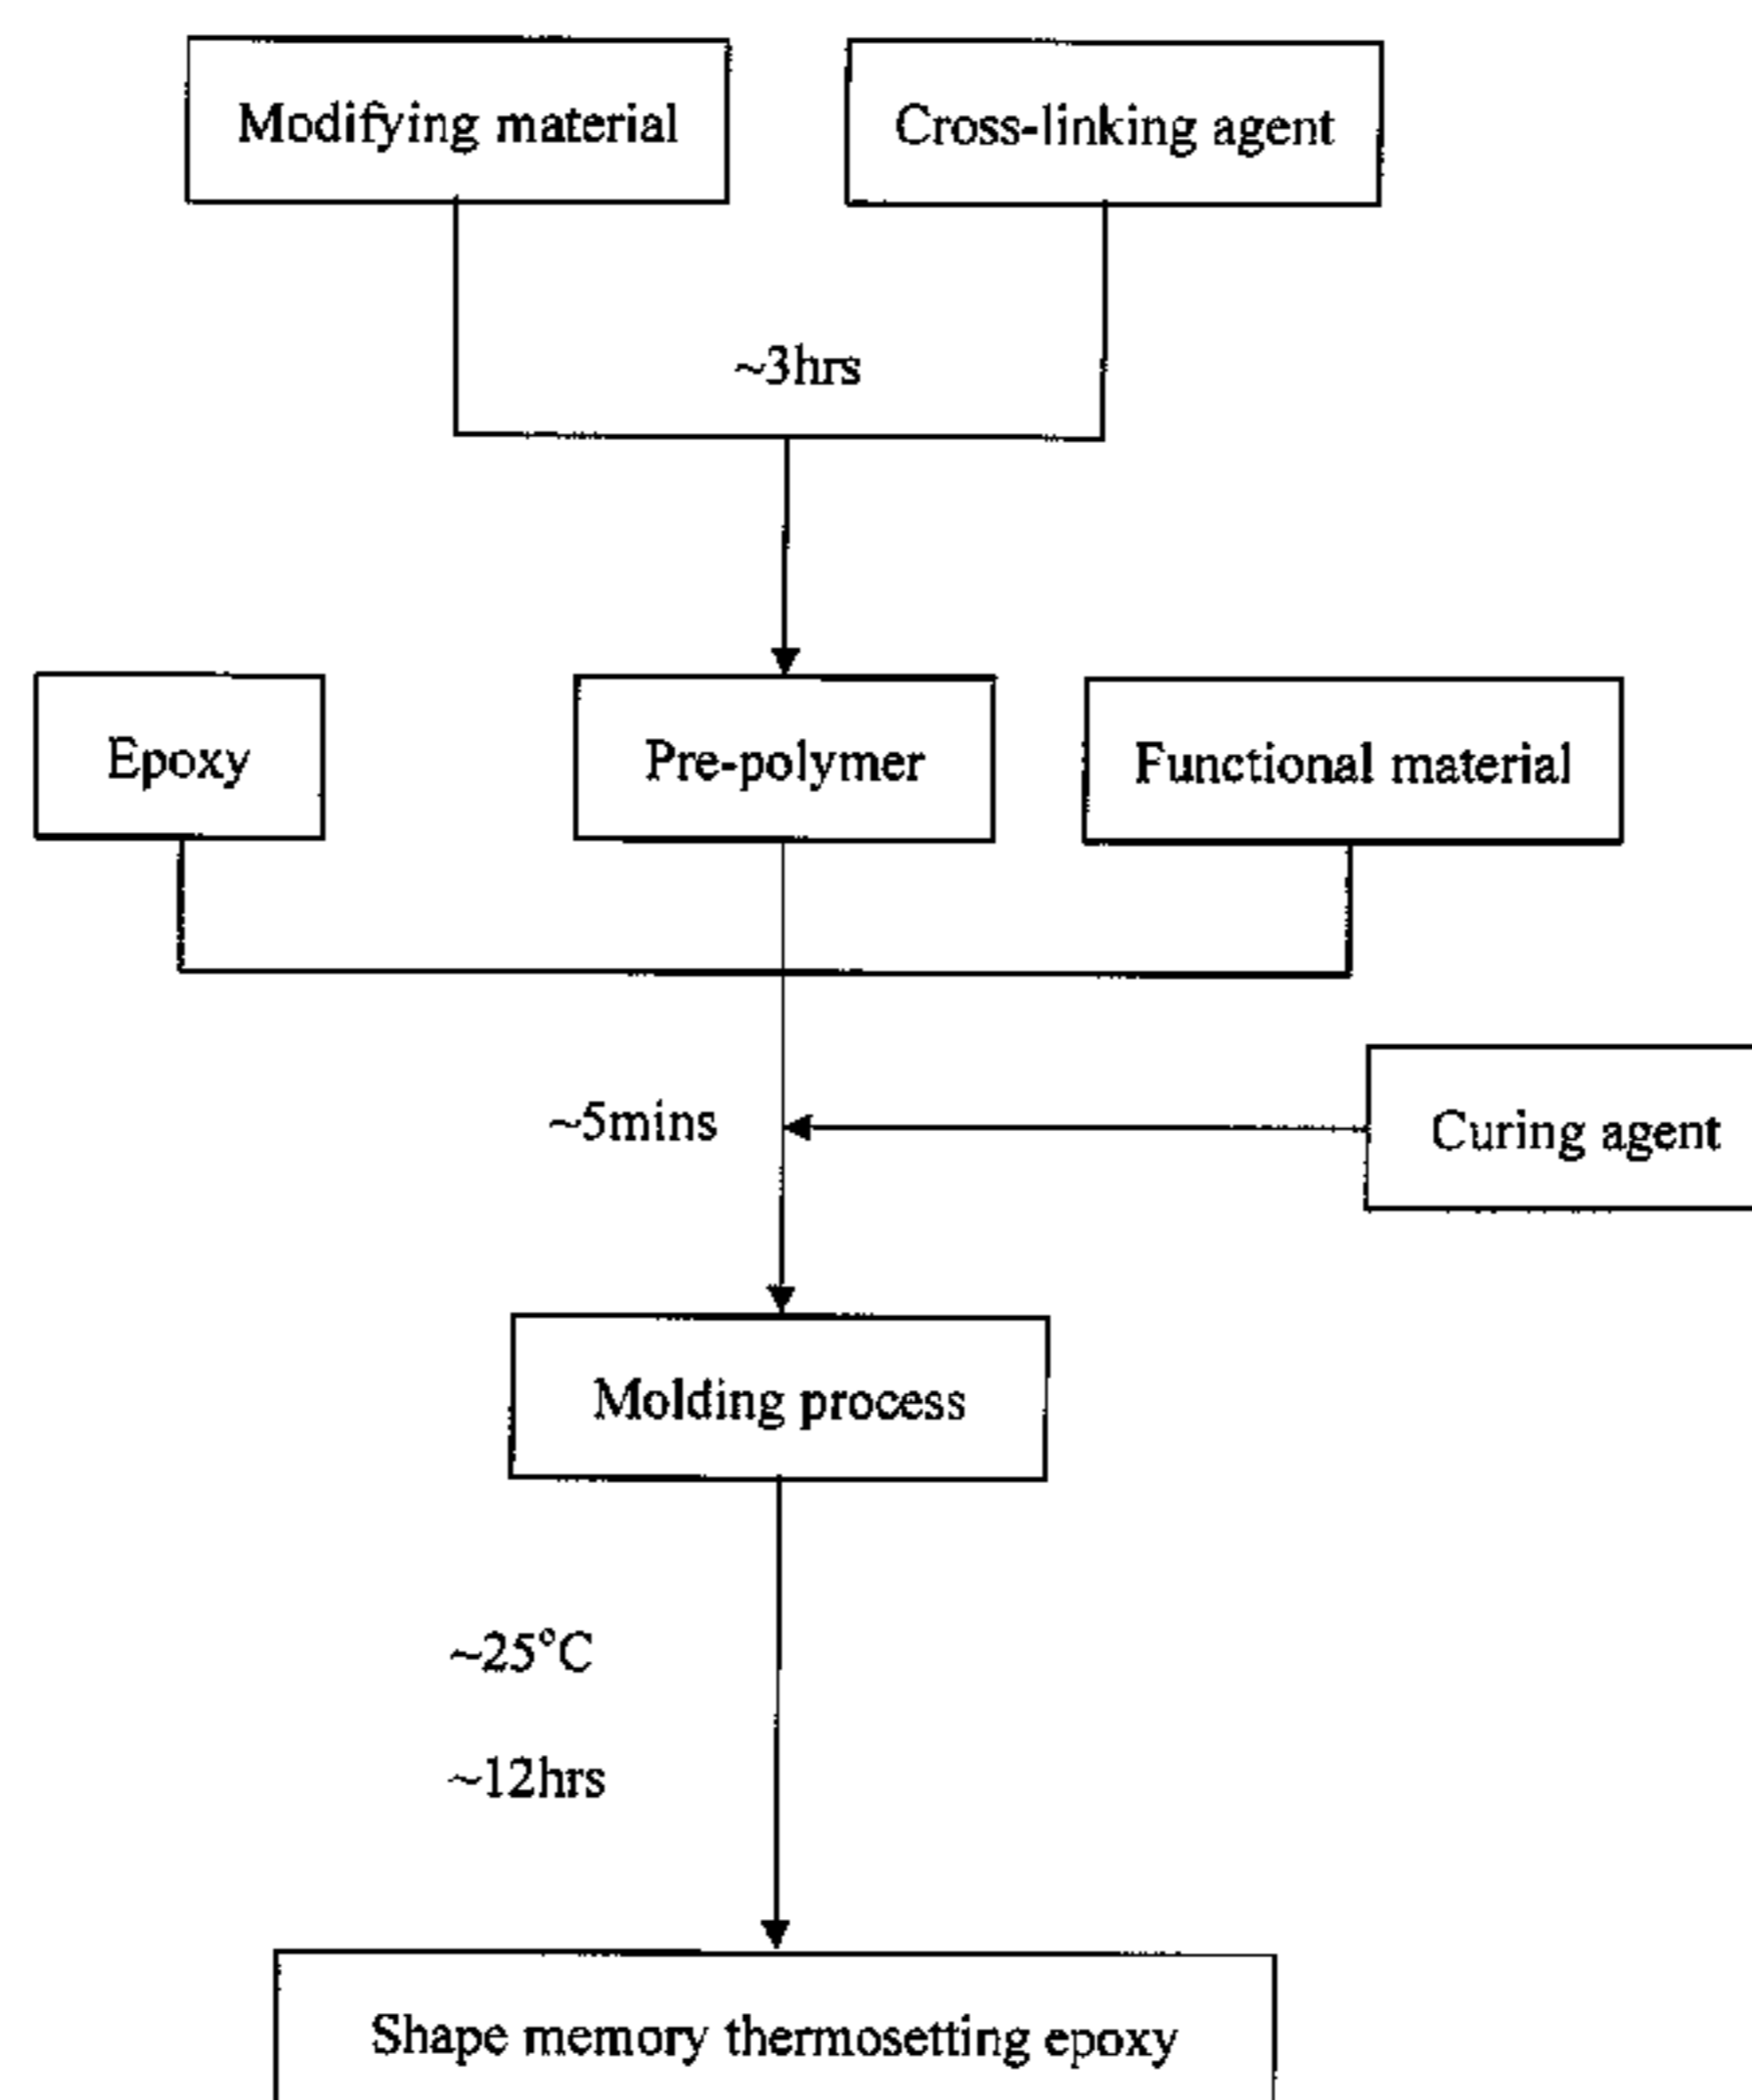 Modifying material
Cross-linking agent
~3hrs
Epoxy
Pre-polymer
Functional material
~5mins
Curing agent
Molding process
~25°C
~12hrs
Shape memory thermosetting epoxy